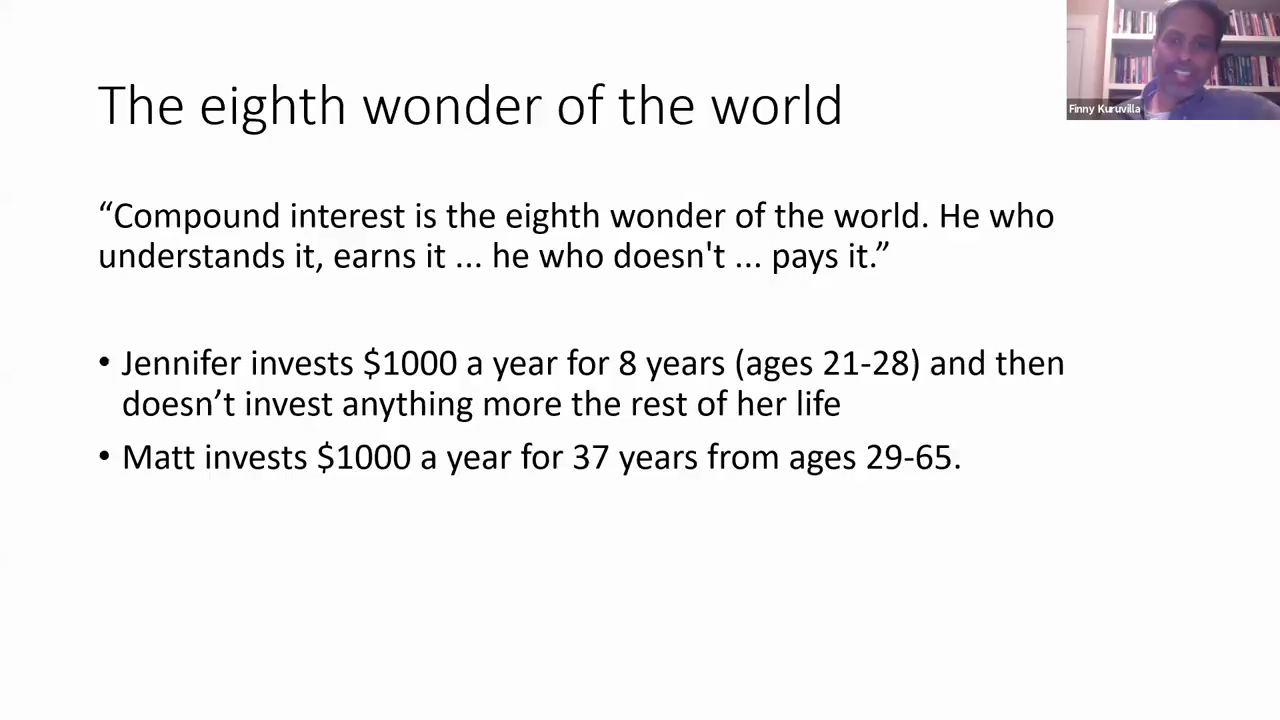 The eighth wonder of the world
Finny Kuruvilla
“Compound interest is the eighth wonder of the world. He who
understands it, earns it ... he who doesn't ... pays it.”
• Jennifer invests $1000 a year for 8 years (ages 21-28) and then
doesn’t invest anything more the rest of her life
• Matt invests $1000 a year for 37 years from ages 29-65.